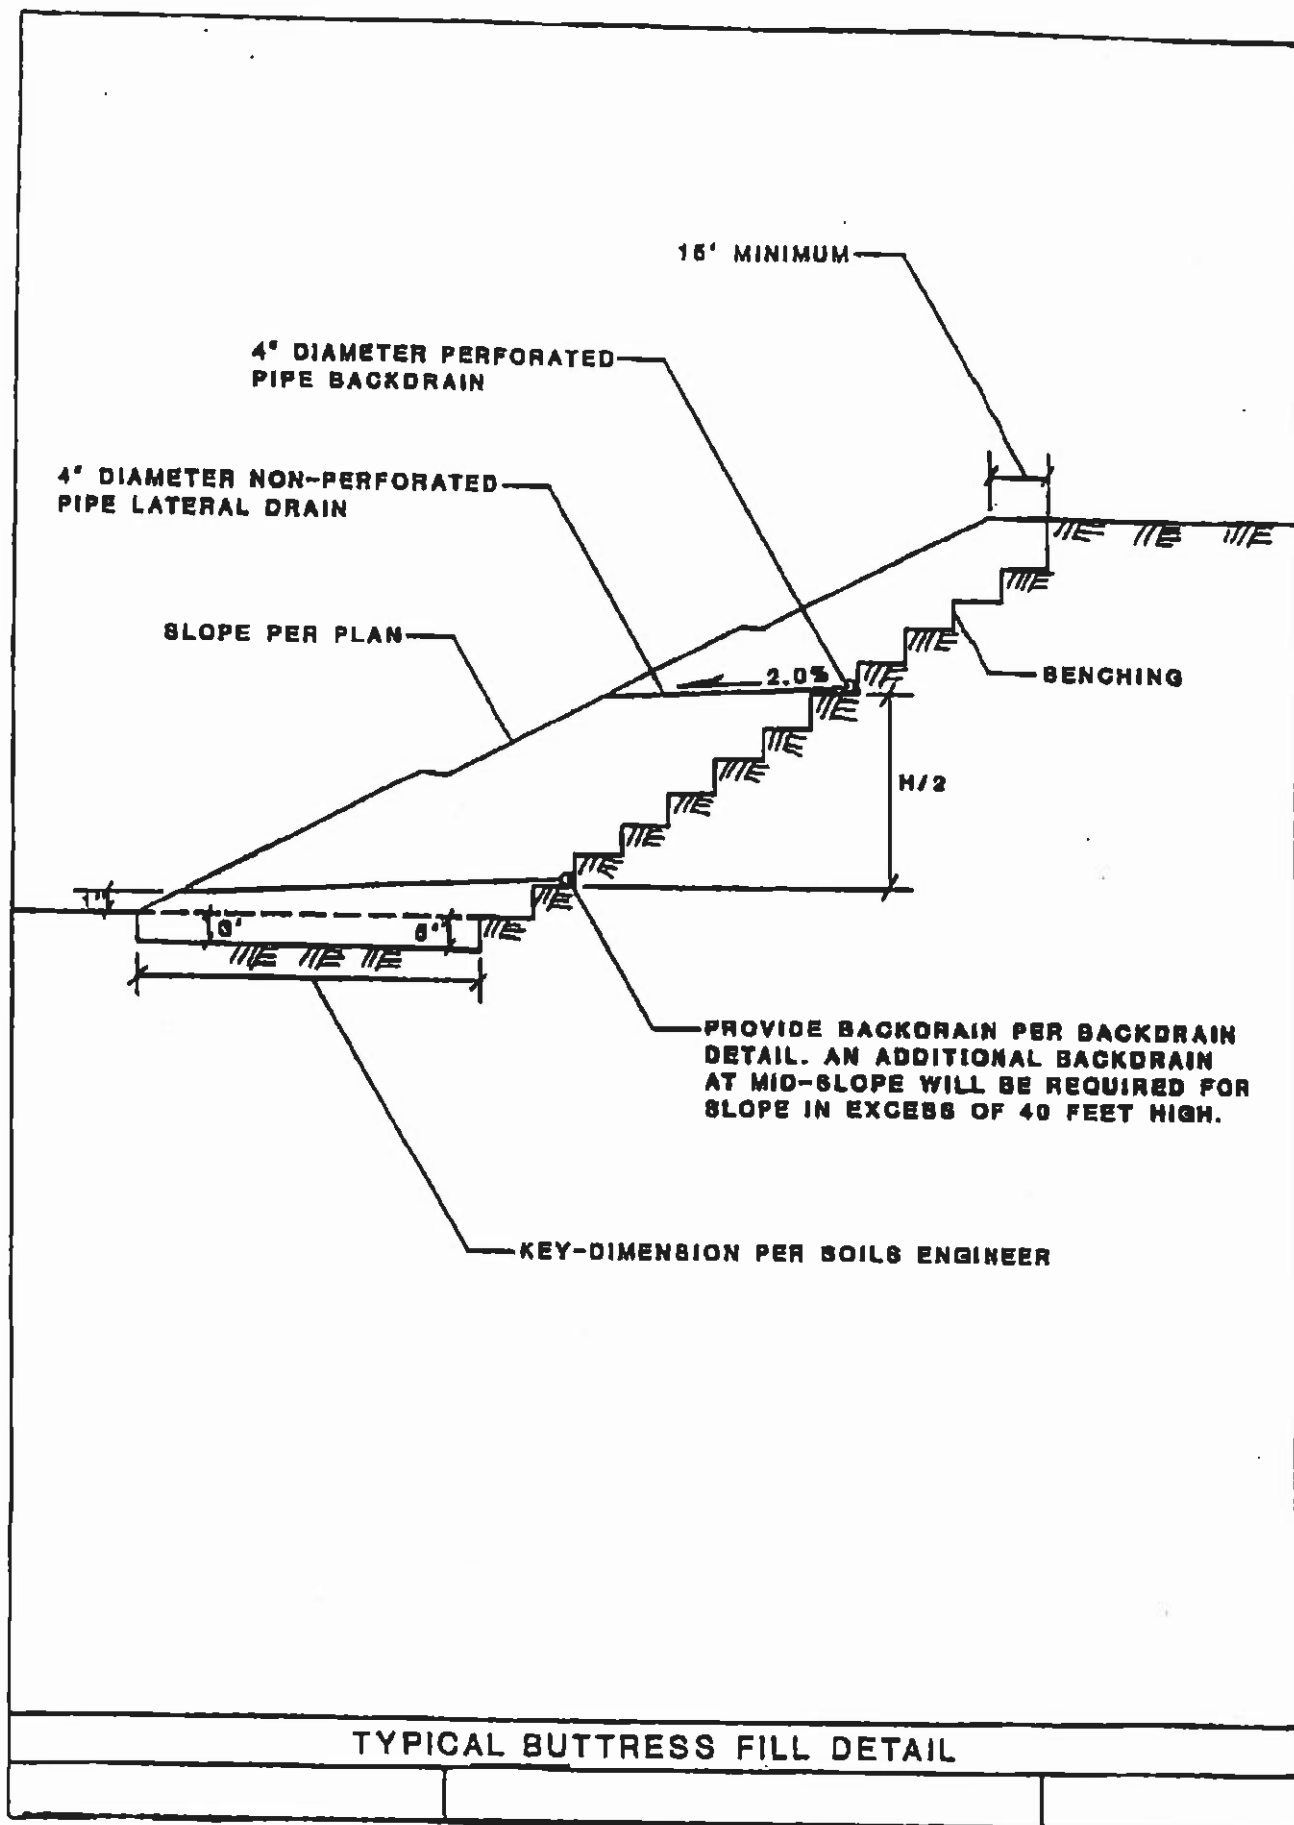 15' MINIMUM
4" DIAMETER PERFORATED
PIPE BACKDRAIN
4" DIAMETER NON-PERFORATED
PIPE LATERAL DRAIN
SLOPE PER PLAN
2.0%
BENCHING
H/2
1'
3'
PROVIDE BACKDRAIN PER BACKDRAIN
DETAIL. AN ADDITIONAL BACKDRAIN
AT MID-SLOPE WILL BE REQUIRED FOR
SLOPE IN EXCESS OF 40 FEET HIGH.
KEY-DIMENSION PER SOILS ENGINEER
TYPICAL BUTTRESS FILL DETAIL